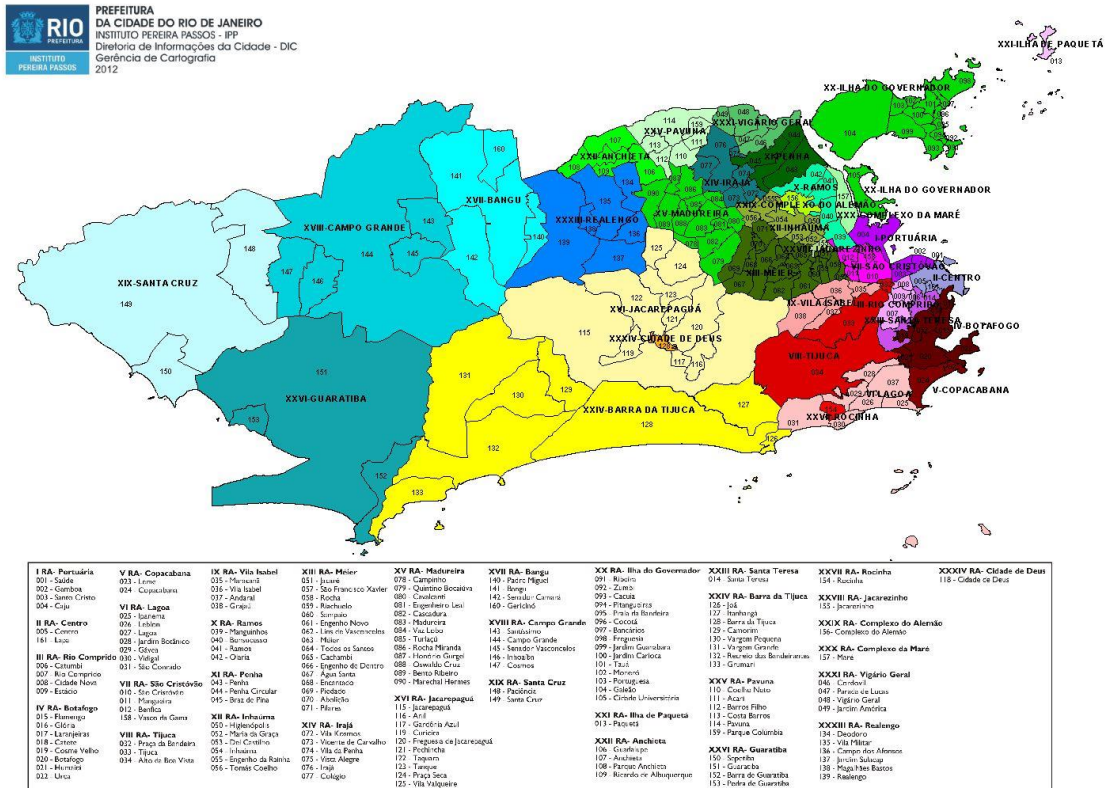 RIO
PREFEITURA
INSTITUTO
PEREIRA PASSOS
PREFEITURA
DA CIDADE DO RIO DE JANEIRO
INSTITUTO PEREIRA PASSOS - IPP
Diretoria de Informações da Cidade - DIC
Gerência de Cartografia
2012
XXI-ILHA DE PAQUETÁ
013
XX-ILHA DO GOVERNADOR
XXXI-VIGÁRIO GERAL
XXV-PAVUNA
XXII-ANCHIETA
XI-PENHA
XIV-IRAJÁ
X-RAMOS
XX-ILHA DO GOVERNADOR
XXIX-COMPLEXO DO ALEMÃO
XV-MADUREIRA
XII-INHAÚMA
I-PORTUÁRIA
XVII-BANGU
XXXIII-REALENGO
XVIII-CAMPO GRANDE
XIII-MÉIER
VII-SÃO CRISTÓVÃO
II-CENTRO
XIX-SANTA CRUZ
IX-VILA ISABEL
III-RIO COMPRIDO
XVI-JACAREPAGUÁ
IV-BOTAFOGO
XXXIV-CIDADE DE DEUS
VIII-TIJUCA
XXVI-GUARATIBA
VI-LAGOA
V-COPACABANA
XXIV-BARRA DA TIJUCA
XXVII-ROCINHA
I RA- Portuária
001 - Saúde
002 - Gamboa
003 - Santo Cristo
004 - Caju
II RA- Centro
005 - Centro
161 - Lapa
III RA- Rio Comprido
006 - Catumbi
007 - Rio Comprido
008 - Cidade Nova
009 - Estácio
IV RA- Botafogo
015 - Flamengo
016 - Glória
017 - Laranjeiras
018 - Catete
019 - Cosme Velho
020 - Botafogo
021 - Humaitá
022 - Urca
V RA- Copacabana
023 - Leme
024 - Copacabana
VI RA- Lagoa
025 - Ipanema
026 - Leblon
027 - Lagoa
028 - Jardim Botânico
029 - Gávea
030 - Vidigal
031 - São Conrado
VII RA- São Cristóvão
010 - São Cristóvão
011 - Mangueira
012 - Benfica
158 - Vasco da Gama
VIII RA- Tijuca
032 - Praça da Bandeira
033 - Tijuca
034 - Alto da Boa Vista
IX RA- Vila Isabel
035 - Maracanã
036 - Vila Isabel
037 - Andaraí
038 - Grajaú
X RA- Ramos
039 - Manguinhos
040 - Bonsucesso
041 - Ramos
042 - Olaria
XI RA- Penha
043 - Penha
044 - Penha Circular
045 - Brás de Pina
XII RA- Inhaúma
050 - Higienópolis
052 - Maria da Graça
053 - Del Castilho
054 - Inhaúma
055 - Engenho da Rainha
056 - Tomás Coelho
XIII RA- Méier
051 - Jacaré
057 - São Francisco Xavier
058 - Rocha
059 - Riachuelo
060 - Sampaio
061 - Engenho Novo
062 - Lins de Vasconcelos
063 - Méier
064 - Todos os Santos
065 - Cachambi
066 - Engenho de Dentro
067 - Água Santa
068 - Encantado
069 - Piedade
070 - Abolição
071 - Pilares
XIV RA- Irajá
072 - Vila Kosmos
073 - Vicente de Carvalho
074 - Vila da Penha
075 - Vista Alegre
076 - Irajá
077 - Colégio
XV RA- Madureira
078 - Campinho
079 - Quintino Bocaiúva
080 - Cavalcanti
081 - Engenheiro Leal
082 - Cascadura
083 - Madureira
084 - Vaz Lobo
085 - Turiaçú
086 - Rocha Miranda
087 - Honório Gurgel
088 - Oswaldo Cruz
089 - Bento Ribeiro
090 - Marechal Hermes
XVI RA- Jacarepaguá
115 - Jacarepaguá
116 - Anil
117 - Gardênia Azul
119 - Curicica
120 - Freguesia de Jacarepaguá
121 - Pechincha
122 - Taquara
123 - Tanque
124 - Praça Seca
125 - Vila Valqueire
XVII RA- Bangu
140 - Padre Miguel
141 - Bangu
142 - Senador Camará
160 - Gericinó
XVIII RA- Campo Grande
143 - Santíssimo
144 - Campo Grande
145 - Senador Vasconcelos
146 - Inhoaíba
147 - Cosmos
XIX RA- Santa Cruz
148 - Paciência
149 - Santa Cruz
XX RA- Ilha do Governador
091 - Ribeira
092 - Zumbi
093 - Cacuia
094 - Pitangueiras
095 - Praia da Bandeira
096 - Cocotá
097 - Bancários
098 - Freguesia
099 - Jardim Guanabara
100 - Jardim Carioca
101 - Tauá
102 - Moneró
103 - Portuguesa
104 - Galeão
105 - Cidade Universitária
XXI RA- Ilha de Paquetá
013 - Paquetá
XXII RA- Anchieta
106 - Guadalupe
107 - Anchieta
108 - Parque Anchieta
109 - Ricardo de Albuquerque
XXIII RA- Santa Teresa
014 - Santa Teresa
XXIV RA- Barra da Tijuca
126 - Joá
127 - Itanhangá
128 - Barra da Tijuca
129 - Camorim
130 - Vargem Pequena
131 - Vargem Grande
132 - Recreio dos Bandeirantes
133 - Grumari
XXV RA- Pavuna
110 - Coelho Neto
111 - Acari
112 - Barros Filho
113 - Costa Barros
114 - Pavuna
159 - Parque Columbia
XXVI RA- Guaratiba
150 - Sepetiba
151 - Guaratiba
152 - Barra de Guaratiba
153 - Pedra de Guaratiba
XXVII RA- Rocinha
154 - Rocinha
XXVIII RA- Jacarezinho
155 - Jacarezinho
XXIX RA- Complexo do Alemão
156- Complexo do Alemão
XXX RA- Complexo da Maré
157 - Maré
XXXI RA- Vigário Geral
046 - Cordovil
047 - Parada de Lucas
048 - Vigário Geral
049 - Jardim América
XXXIII RA- Realengo
134 - Deodoro
135 - Vila Militar
136 - Campo dos Afonsos
137 - Jardim Sulacap
138 - Magalhães Bastos
139 - Realengo
XXXIV RA- Cidade de Deus
118 - Cidade de Deus